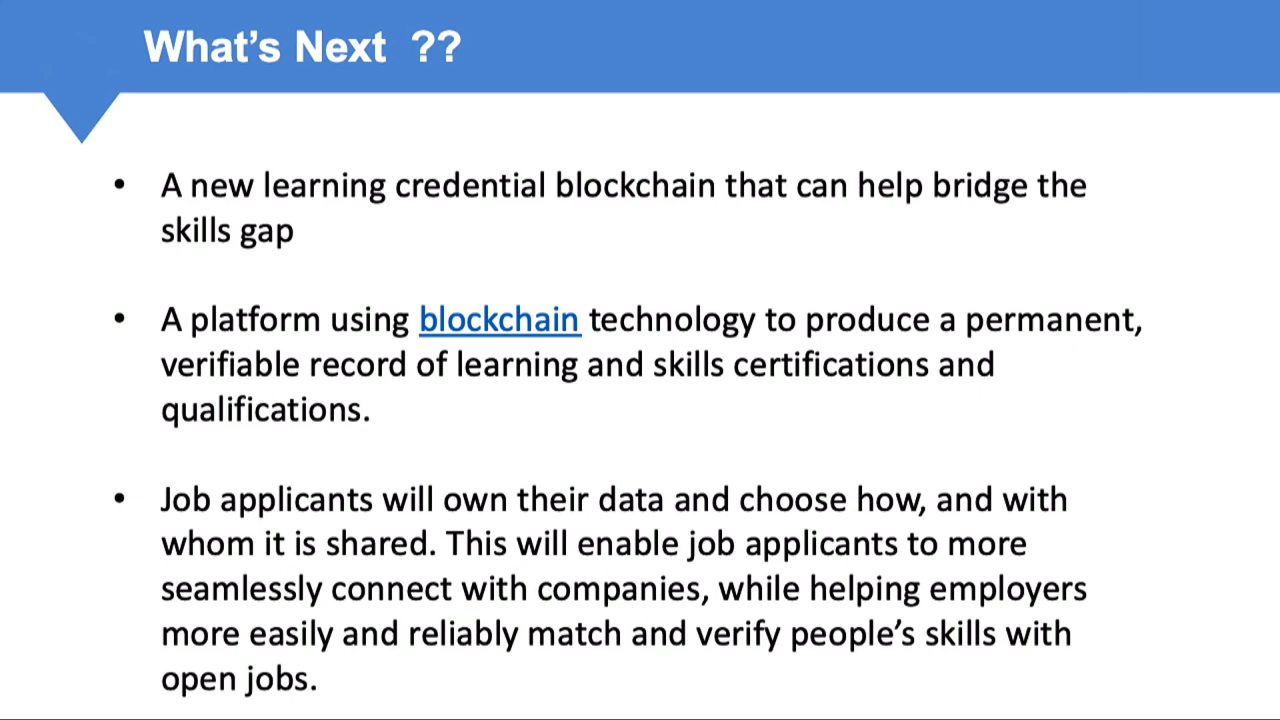 What’s Next ??
• A new learning credential blockchain that can help bridge the
skills gap
• A platform using blockchain technology to produce a permanent,
verifiable record of learning and skills certifications and
qualifications.
• Job applicants will own their data and choose how, and with
whom it is shared. This will enable job applicants to more
seamlessly connect with companies, while helping employers
more easily and reliably match and verify people’s skills with
open jobs.